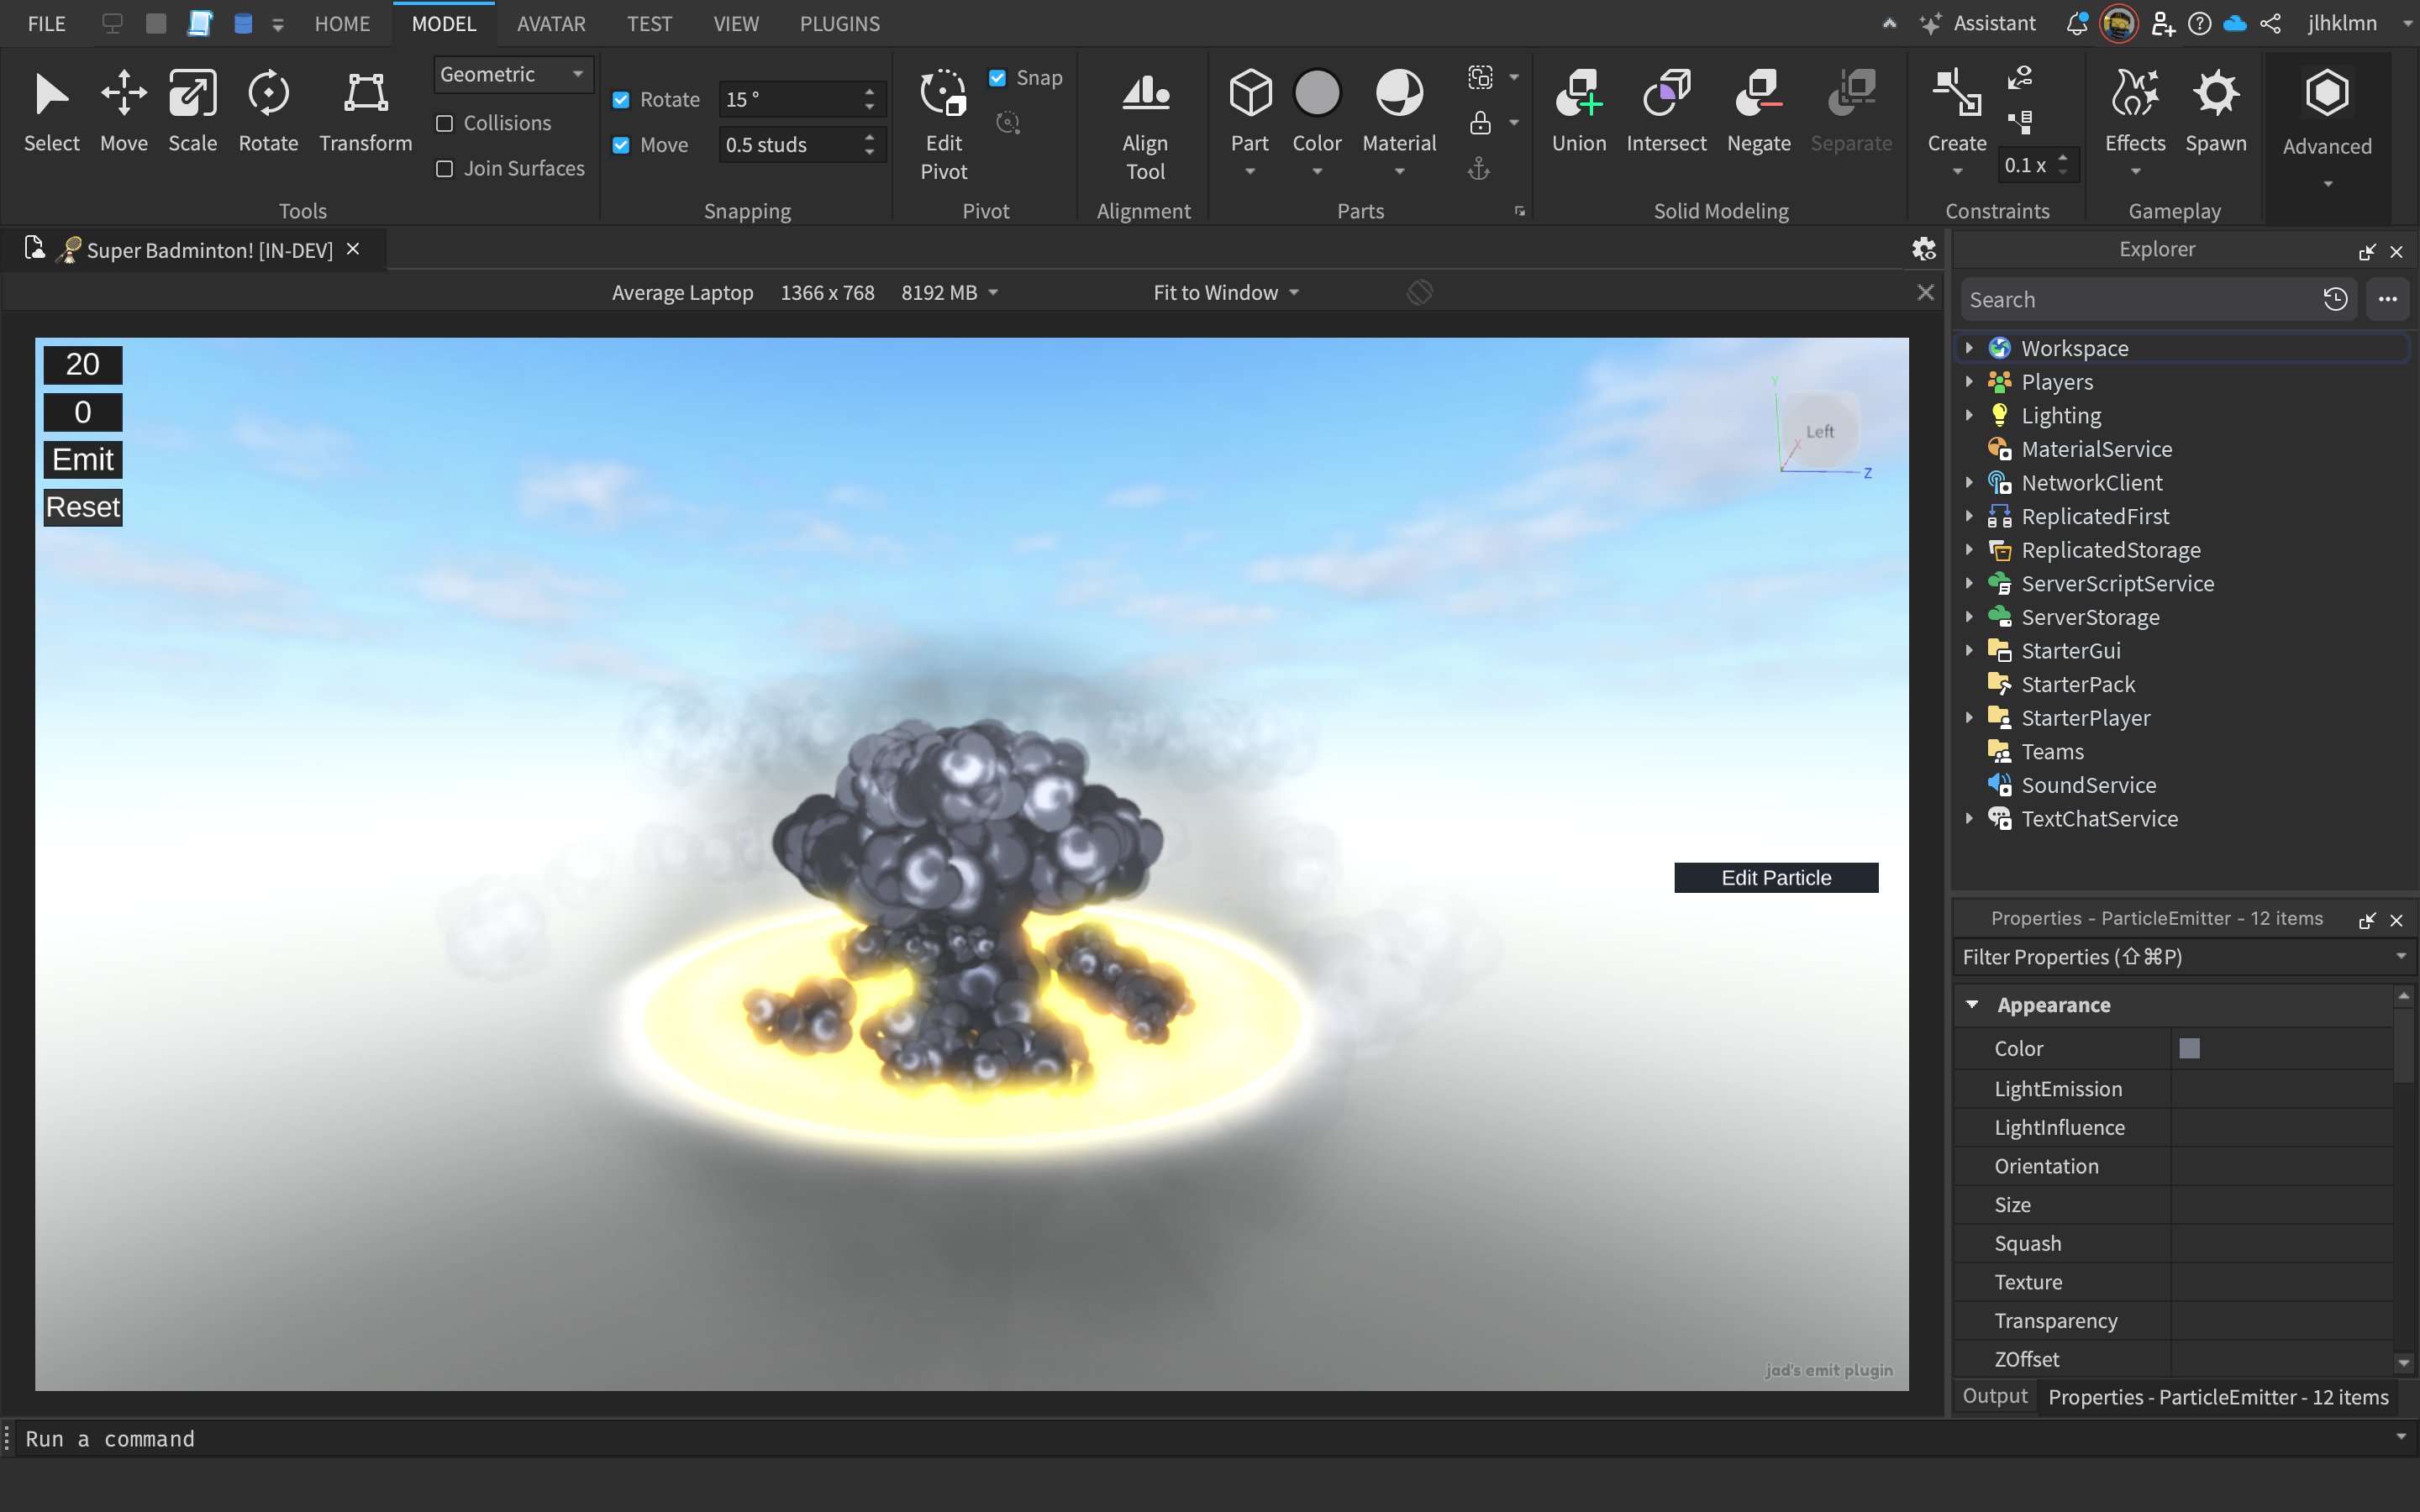 FILE HOME MODEL AVATAR TEST VIEW PLUGINS Assistant jlhklmn
Select Move Scale Rotate Transform
Geometric
Collisions
Join Surfaces
Tools
Rotate 15 °
Move 0.5 studs
Snapping
Edit Pivot
Snap
Pivot
Align Tool
Alignment
Part Color Material
Parts
Union Intersect Negate Separate
Solid Modeling
Create
0.1 x
Constraints
Effects Spawn
Gameplay
Advanced
Super Badminton! [IN-DEV]
Average Laptop 1366 x 768 8192 MB Fit to Window
20
0
Emit
Reset
Y
X
Left
Z
Edit Particle
jad's emit plugin
Explorer
Search
Workspace
Players
Lighting
MaterialService
NetworkClient
ReplicatedFirst
ReplicatedStorage
ServerScriptService
ServerStorage
StarterGui
StarterPack
StarterPlayer
Teams
SoundService
TextChatService
Properties - ParticleEmitter - 12 items
Filter Properties (⇧⌘P)
Appearance
Color
LightEmission
LightInfluence
Orientation
Size
Squash
Texture
Transparency
ZOffset
Output Properties - ParticleEmitter - 12 items
Run a command